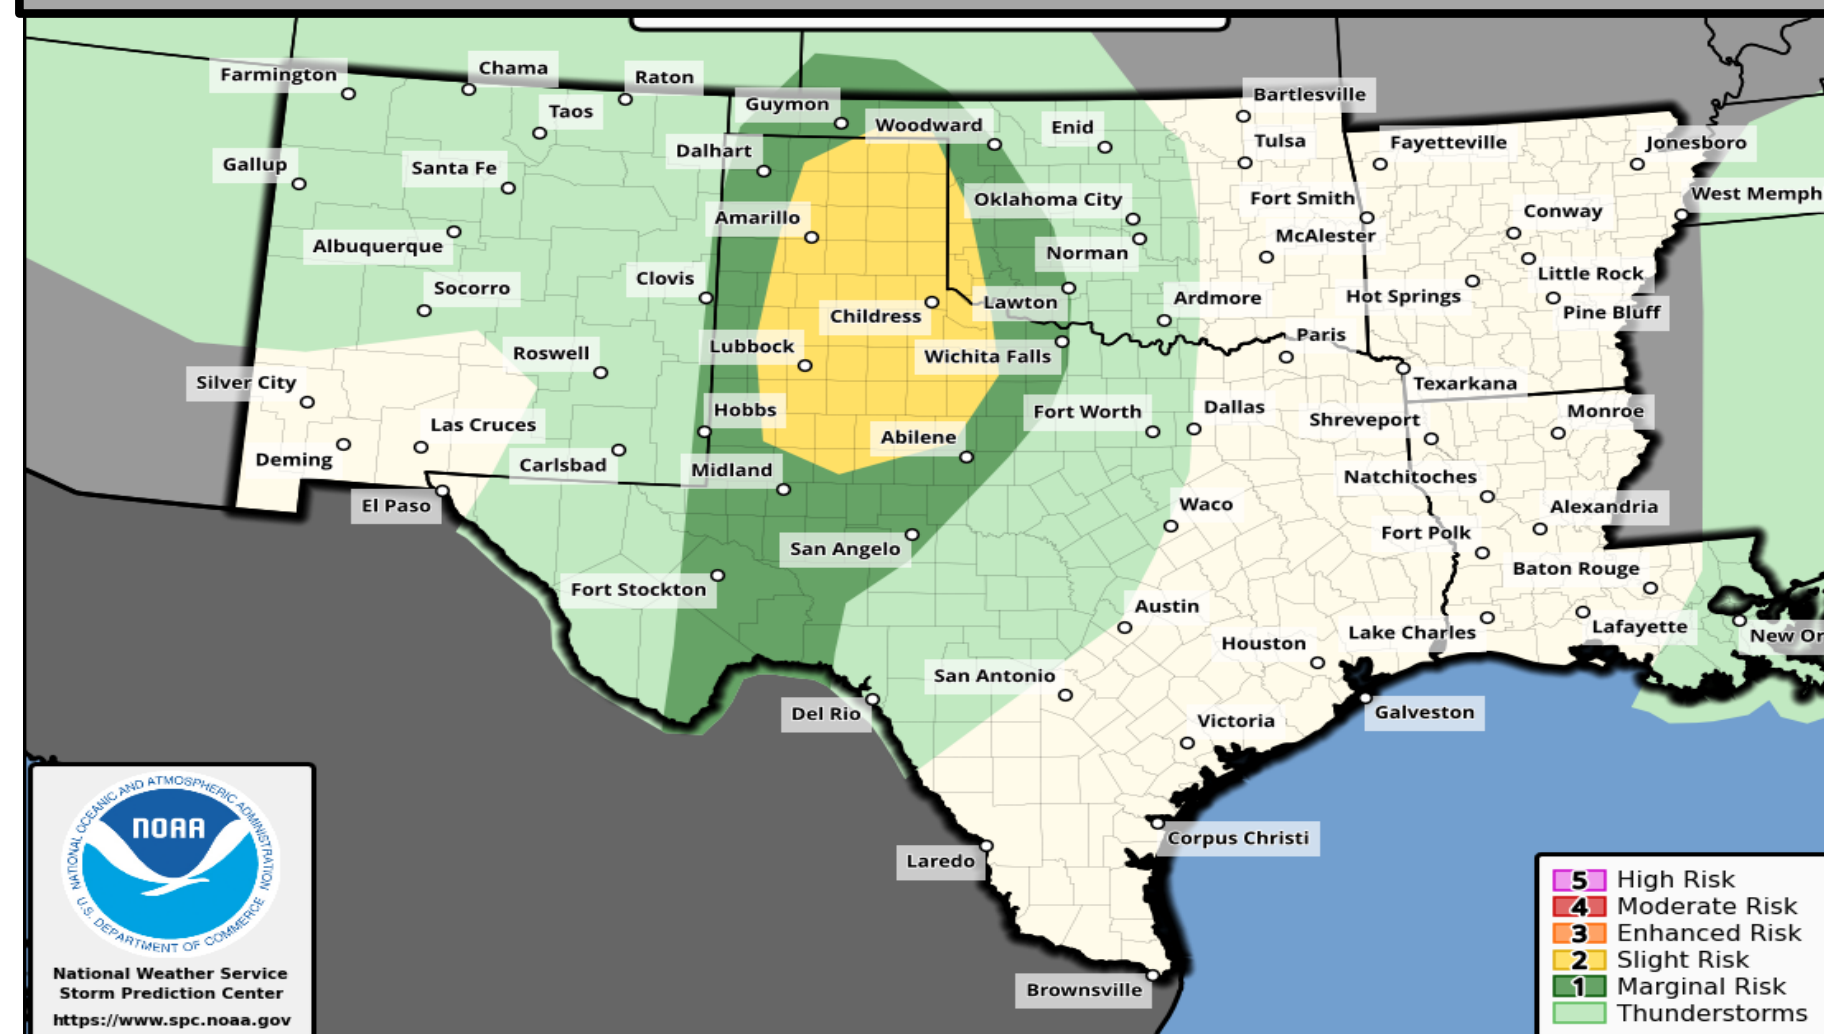 Farmington
Chama
Raton
Taos
Guymon
Woodward
Enid
Bartlesville
Tulsa
Fayetteville
Jonesboro
Gallup
Santa Fe
Dalhart
Oklahoma City
Fort Smith
Conway
West Memph
Albuquerque
Amarillo
Norman
McAlester
Little Rock
Socorro
Clovis
Childress
Lawton
Ardmore
Hot Springs
Pine Bluff
Roswell
Lubbock
Wichita Falls
Paris
Silver City
Texarkana
Las Cruces
Hobbs
Fort Worth
Dallas
Shreveport
Monroe
Deming
Carlsbad
Midland
Abilene
Natchitoches
El Paso
Waco
Alexandria
San Angelo
Fort Polk
Fort Stockton
Baton Rouge
Austin
Houston
Lake Charles
Lafayette
New Or
San Antonio
Del Rio
Victoria
Galveston
Corpus Christi
Laredo
Brownsville
NATIONAL OCEANIC AND ATMOSPHERIC ADMINISTRATION
NOAA
U.S. DEPARTMENT OF COMMERCE
National Weather Service
Storm Prediction Center
https://www.spc.noaa.gov
5 High Risk
4 Moderate Risk
3 Enhanced Risk
2 Slight Risk
1 Marginal Risk
Thunderstorms